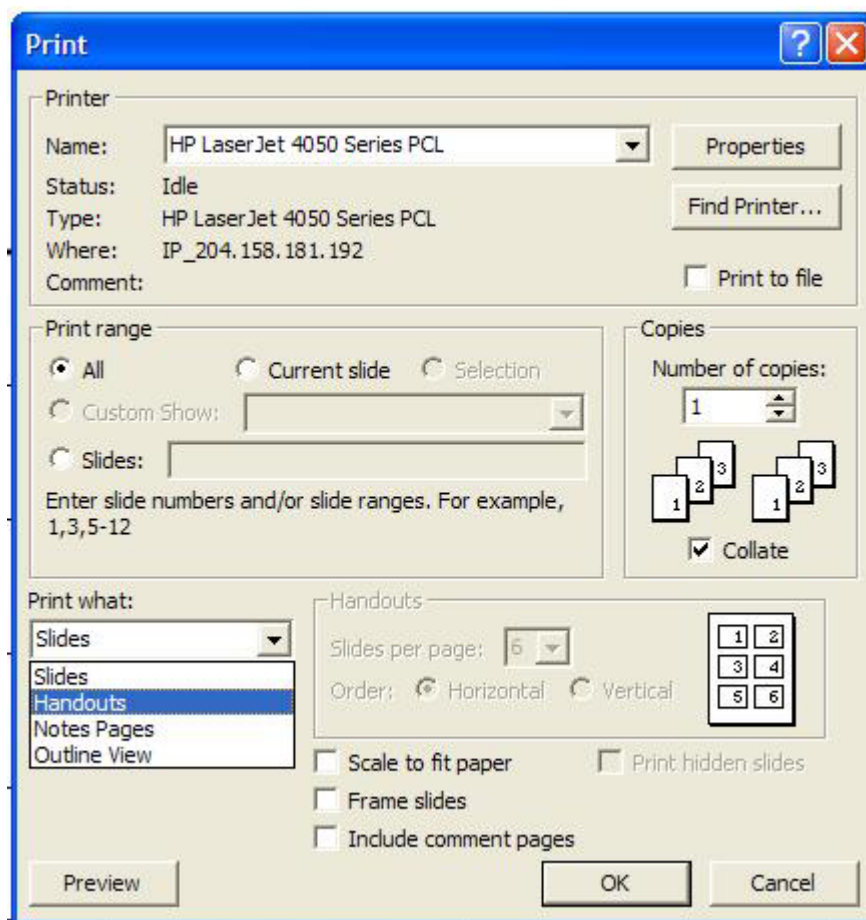 Print
Printer
Name: HP LaserJet 4050 Series PCL Properties
Status: Idle
Type: HP LaserJet 4050 Series PCL Find Printer...
Where: IP_204.158.181.192
Comment: Print to file
Print range
All Current slide Selection
Custom Show:
Slides:
Enter slide numbers and/or slide ranges. For example,
1,3,5-12
Copies
Number of copies:
1
1 2 3 1 2 3
Collate
Print what:
Slides
Slides
Handouts
Notes Pages
Outline View
Handouts
Slides per page: 6
Order: Horizontal Vertical
1 2
3 4
5 6
Scale to fit paper Print hidden slides
Frame slides
Include comment pages
Preview OK Cancel